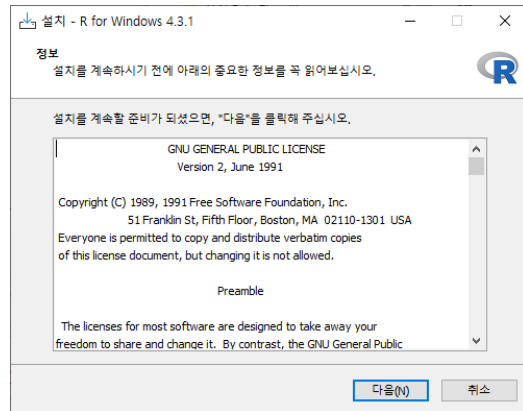 설치 - R for Windows 4.3.1
정보
설치를 계속하시기 전에 아래의 중요한 정보를 꼭 읽어보십시오.
R
설치를 계속할 준비가 되셨으면, "다음"을 클릭해 주십시오.
GNU GENERAL PUBLIC LICENSE
Version 2, June 1991
Copyright (C) 1989, 1991 Free Software Foundation, Inc.
51 Franklin St, Fifth Floor, Boston, MA  02110-1301  USA
Everyone is permitted to copy and distribute verbatim copies
of this license document, but changing it is not allowed.
Preamble
The licenses for most software are designed to take away your
freedom to share and change it.  By contrast, the GNU General Public
다음(N)
취소